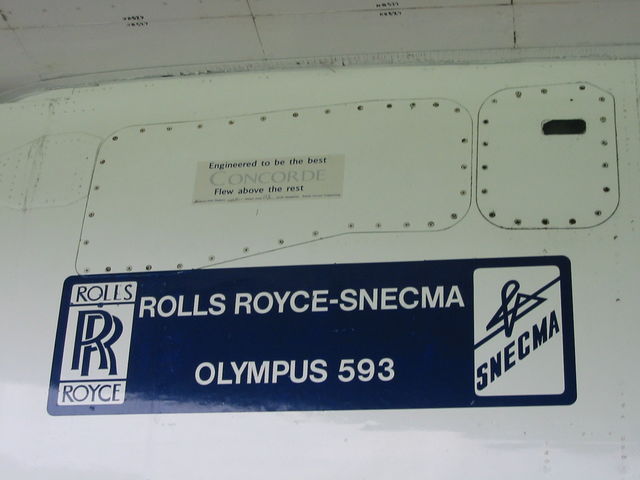 Engineered to be the best
CONCORDE
Flew above the rest
ROLLS
RR
ROYCE
ROLLS ROYCE-SNECMA
OLYMPUS 593
SNECMA